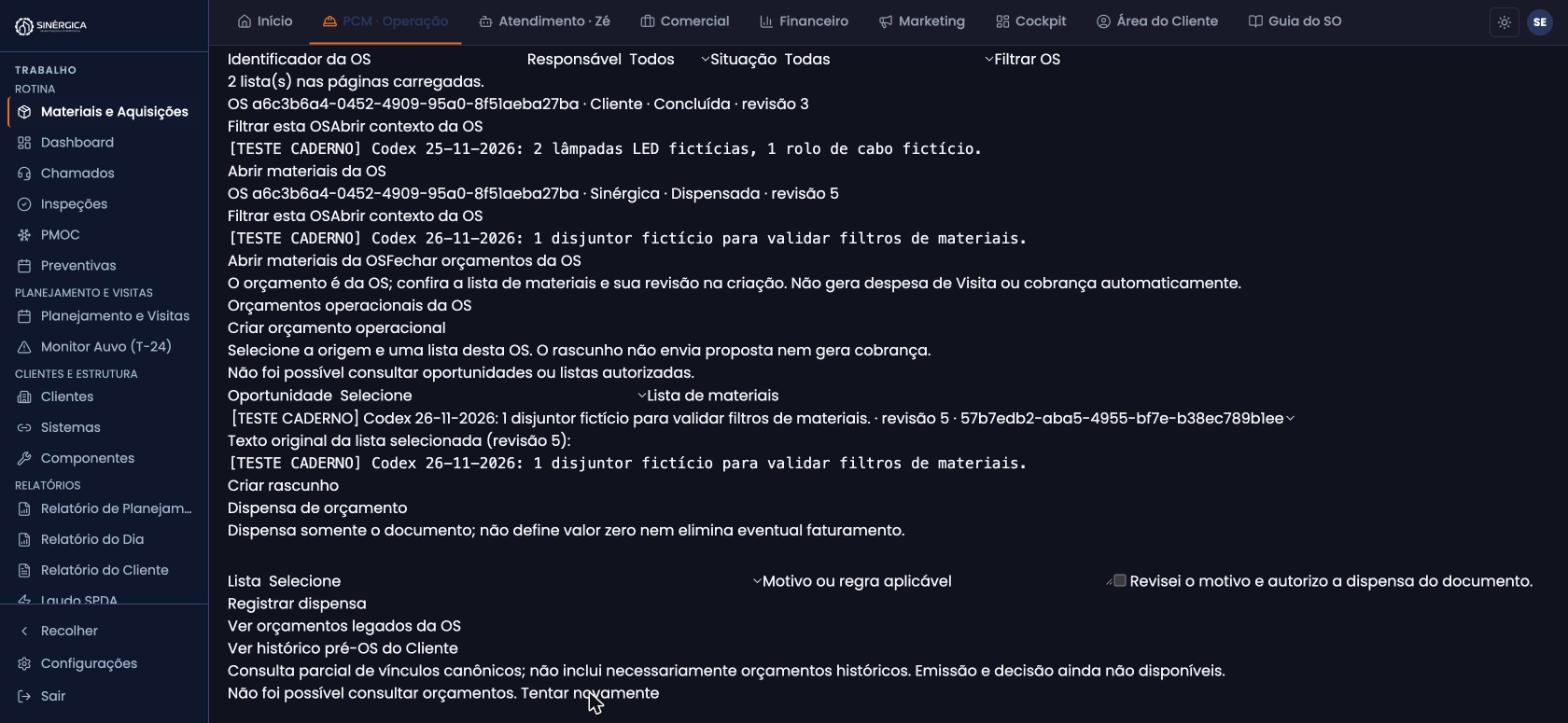 SINÉRGICA
Início
PCM · Operação
Atendimento · Zé
Comercial
Financeiro
Marketing
Cockpit
Área do Cliente
Guia do SO
SE
TRABALHO
ROTINA
Materiais e Aquisições
Dashboard
Chamados
Inspeções
PMOC
Preventivas
PLANEJAMENTO E VISITAS
Planejamento e Visitas
Monitor Auvo (T-24)
CLIENTES E ESTRUTURA
Clientes
Sistemas
Componentes
RELATÓRIOS
Relatório de Planejam...
Relatório do Dia
Relatório do Cliente
Laudo SPDA
Recolher
Configurações
Sair
Identificador da OS Responsável Todos Situação Todas Filtrar OS
2 lista(s) nas páginas carregadas.
OS a6c3b6a4-0452-4909-95a0-8f51aeba27ba · Cliente · Concluída · revisão 3
Filtrar esta OSAbrir contexto da OS
[TESTE CADERNO] Codex 25-11-2026: 2 lâmpadas LED fictícias, 1 rolo de cabo fictício.
Abrir materiais da OS
OS a6c3b6a4-0452-4909-95a0-8f51aeba27ba · Sinérgica · Dispensada · revisão 5
Filtrar esta OSAbrir contexto da OS
[TESTE CADERNO] Codex 26-11-2026: 1 disjuntor fictício para validar filtros de materiais.
Abrir materiais da OSFechar orçamentos da OS
O orçamento é da OS; confira a lista de materiais e sua revisão na criação. Não gera despesa de Visita ou cobrança automaticamente.
Orçamentos operacionais da OS
Criar orçamento operacional
Selecione a origem e uma lista desta OS. O rascunho não envia proposta nem gera cobrança.
Não foi possível consultar oportunidades ou listas autorizadas.
Oportunidade Selecione Lista de materiais
[TESTE CADERNO] Codex 26-11-2026: 1 disjuntor fictício para validar filtros de materiais. · revisão 5 · 57b7edb2-aba5-4955-bf7e-b38ec789b1ee
Texto original da lista selecionada (revisão 5):
[TESTE CADERNO] Codex 26-11-2026: 1 disjuntor fictício para validar filtros de materiais.
Criar rascunho
Dispensa de orçamento
Dispensa somente o documento; não define valor zero nem elimina eventual faturamento.
Lista Selecione Motivo ou regra aplicável Revisei o motivo e autorizo a dispensa do documento.
Registrar dispensa
Ver orçamentos legados da OS
Ver histórico pré-OS do Cliente
Consulta parcial de vínculos canônicos; não inclui necessariamente orçamentos históricos. Emissão e decisão ainda não disponíveis.
Não foi possível consultar orçamentos. Tentar novamente